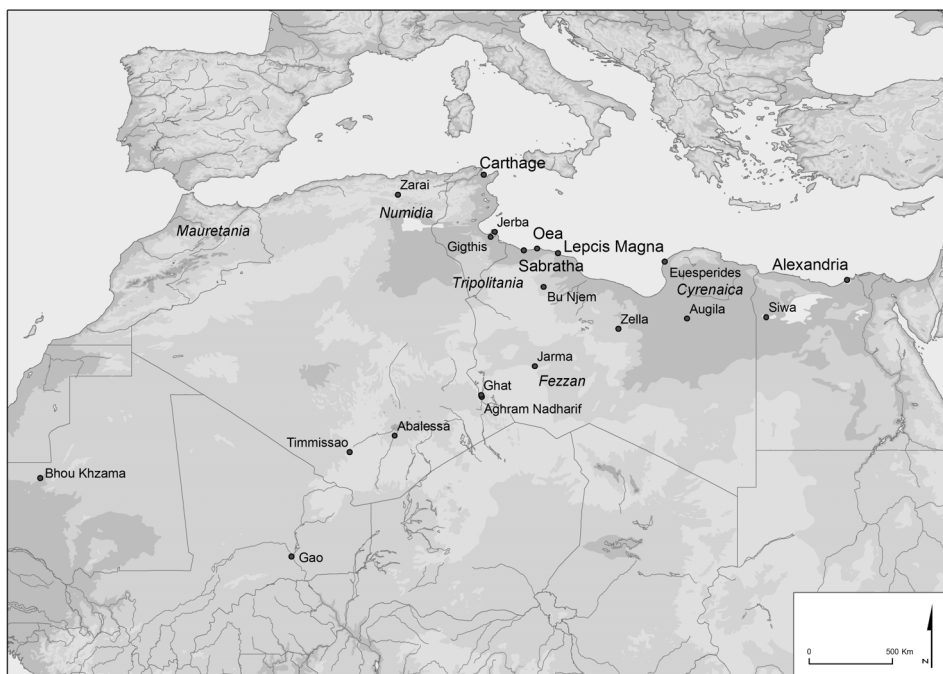 Carthage
Zarai
Numidia
Mauretania
Jerba
Gigthis
Oea
Lepcis Magna
Sabratha
Tripolitania
Euesperides
Cyrenaica
Alexandria
Bu Njem
Zella
Augila
Siwa
Jarma
Fezzan
Ghat
Aghram Nadharif
Abalessa
Timmissao
Bhou Khzama
Gao
0 500 Km
N